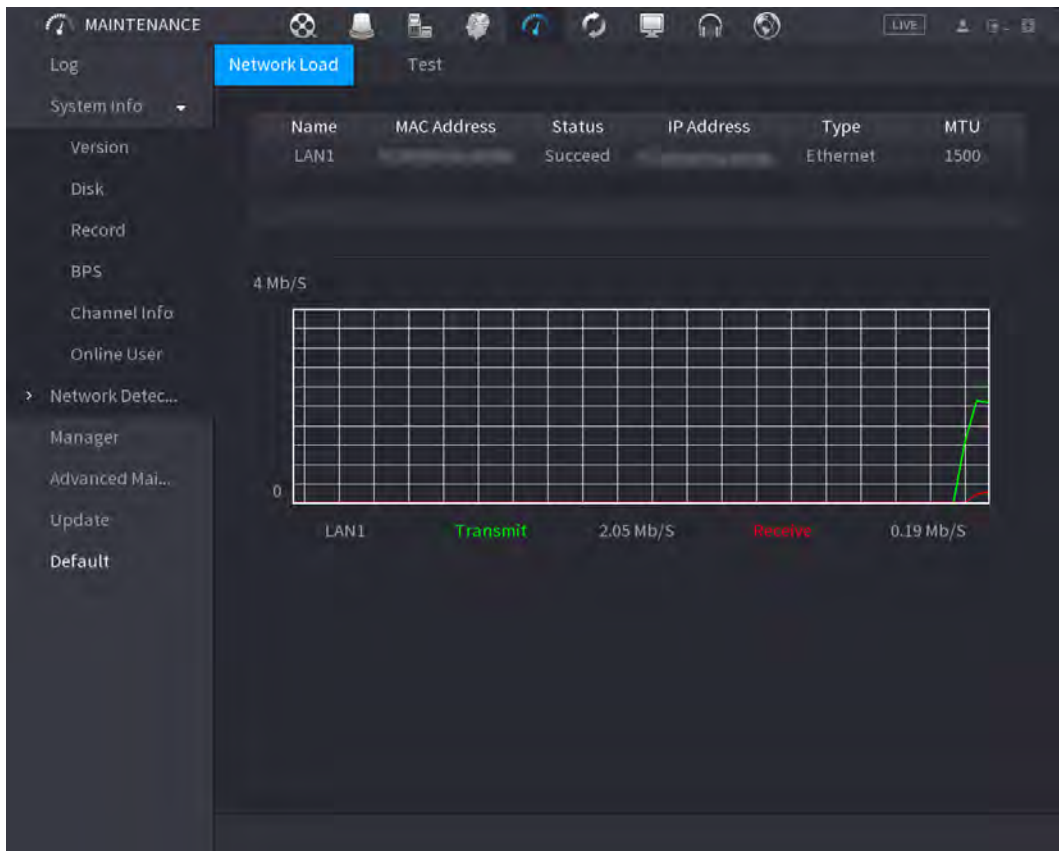 MAINTENANCE
LIVE
Log
Network Load
Test
System Info
Version
Disk
Record
BPS
Channel Info
Online User
Network Detec...
Manager
Advanced Mai...
Update
Default
Name MAC Address Status IP Address Type MTU
LAN1 Succeed Ethernet 1500
4 Mb/S
0
LAN1 Transmit 2.05 Mb/S Receive 0.19 Mb/S